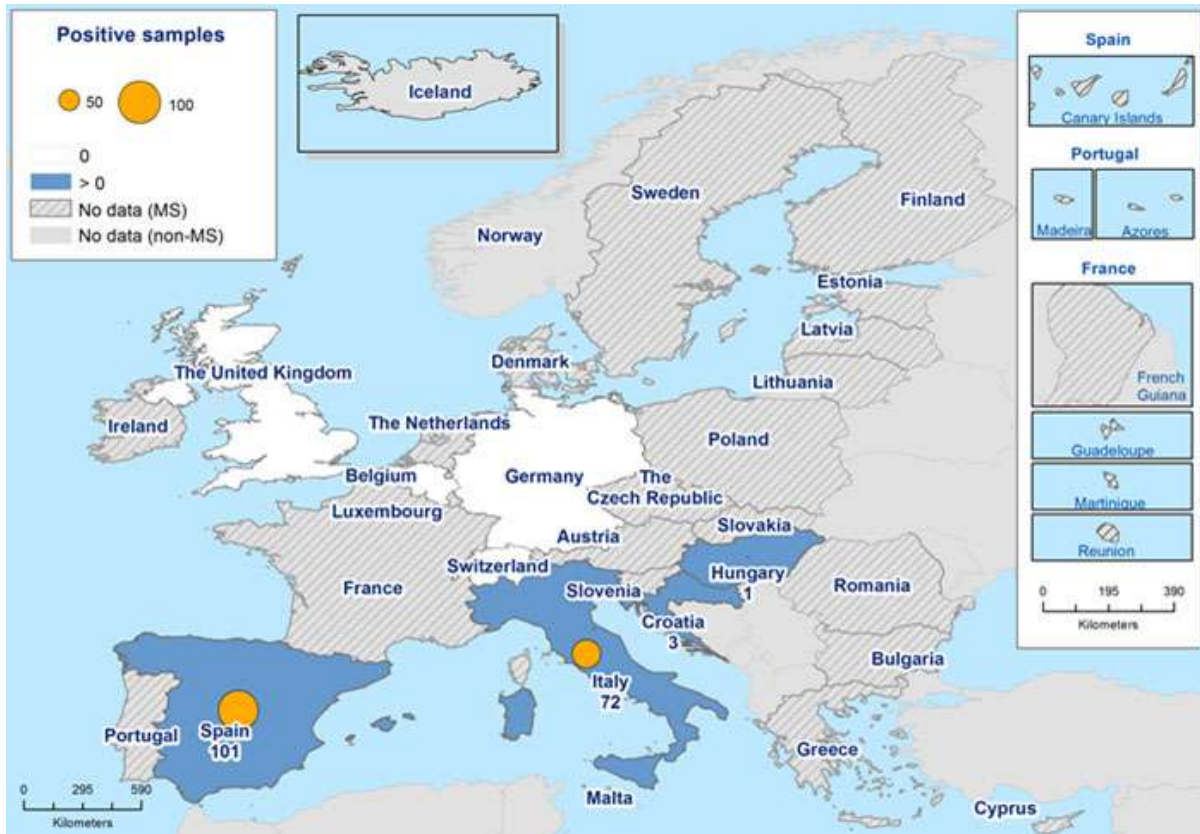 Positive samples
50
100
0
> 0
No data (MS)
No data (non-MS)
Iceland
Sweden
Finland
Norway
Estonia
Latvia
Denmark
Lithuania
The United Kingdom
Ireland
The Netherlands
Poland
Belgium
Germany
The
Czech Republic
Luxembourg
Slovakia
Austria
Switzerland
Hungary
1
France
Slovenia
Romania
Croatia
3
Bulgaria
Italy
72
Spain
101
Portugal
Greece
Malta
Cyprus
0 295 590
Kilometers
Spain
Canary Islands
Portugal
Madeira
Azores
France
French
Guiana
Guadeloupe
Martinique
Reunion
0 195 390
Kilometers